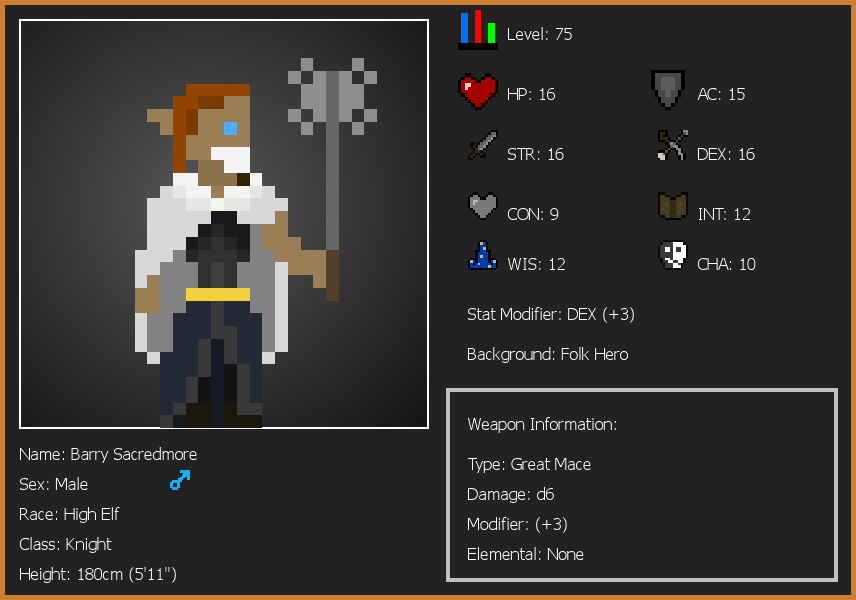 Level: 75
HP: 16
AC: 15
STR: 16
DEX: 16
CON: 9
INT: 12
WIS: 12
CHA: 10
Stat Modifier: DEX (+3)
Background: Folk Hero
Weapon Information:
Type: Great Mace
Damage: d6
Modifier: (+3)
Elemental: None
Name: Barry Sacredmore
Sex: Male
Race: High Elf
Class: Knight
Height: 180cm (5'11")